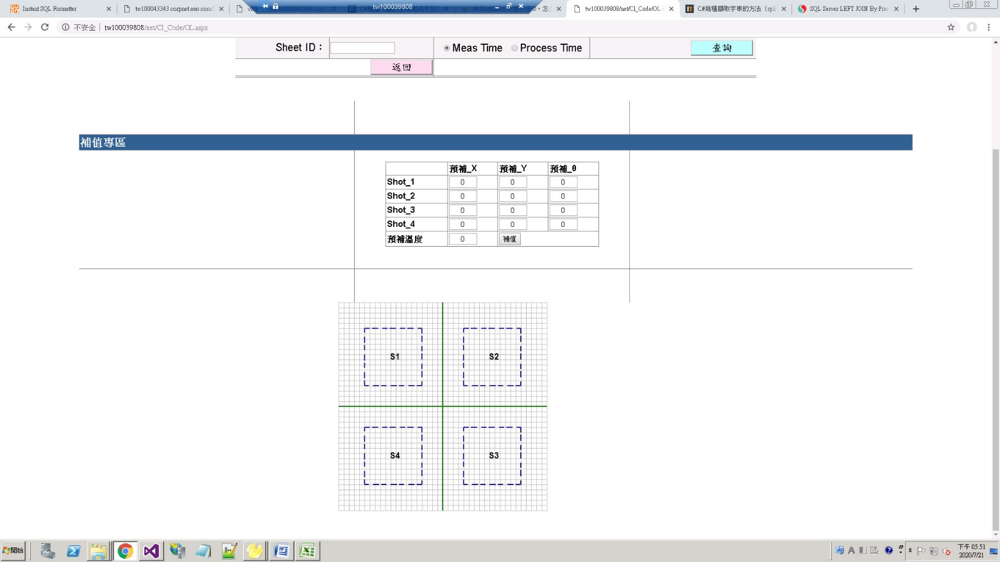 Instant SQL Formatter
tw100043343.corpnet.auo.com/
tw100039808
tw100039808/net/Cl_Code/OL.
C#幾種擷取字串的方法（spli
SQL Server LEFT JOIN By Prac
不安全 | tw100039808/net/Cl_Code/OL.aspx
Sheet ID：
Meas Time Process Time
查詢
返回
補值專區
預補_X 預補_Y 預補_θ
Shot_1 0 0 0
Shot_2 0 0 0
Shot_3 0 0 0
Shot_4 0 0 0
預補溫度 0 補值
S1 S2
S4 S3
開始
下午 05:51
2020/7/21